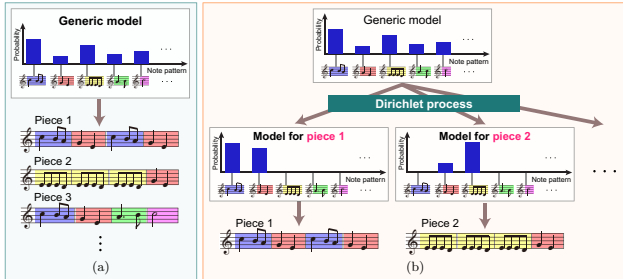 Generic model
Probability
Note pattern
. . .
. . .
Piece 1
Piece 2
Piece 3
(a)
Generic model
Probability
Note pattern
. . .
. . .
Dirichlet process
Model for piece 1
Probability
Note pattern
. . .
. . .
Model for piece 2
Probability
Note pattern
. . .
. . .
Piece 1
Piece 2
(b)